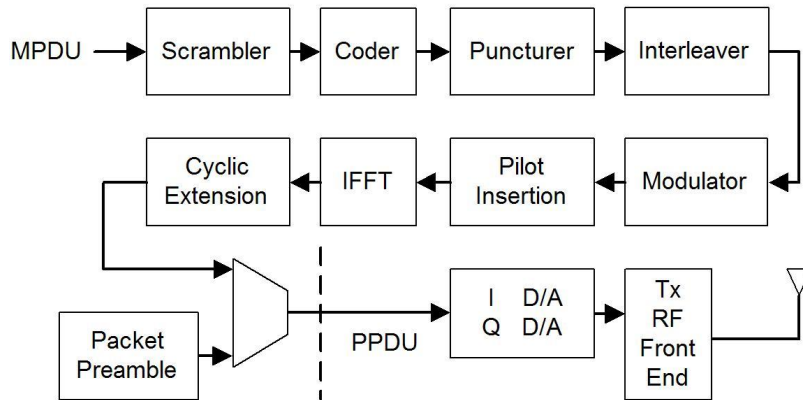 MPDU
Scrambler
Coder
Puncturer
Interleaver
Cyclic
Extension
IFFT
Pilot
Insertion
Modulator
Packet
Preamble
PPDU
I D/A
Q D/A
Tx
RF
Front
End